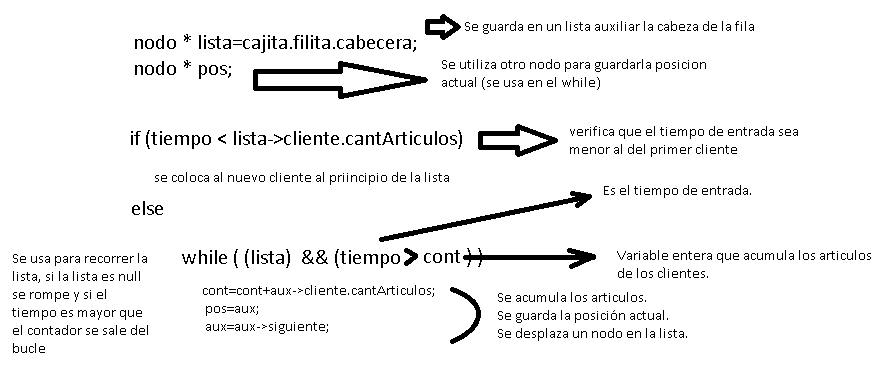 nodo * lista=cajita.filita.cabecera;
Se guarda en un lista auxiliar la cabeza de la fila
nodo * pos;
Se utiliza otro nodo para guardarla posicion
actual (se usa en el while)
if (tiempo < lista->cliente.cantArticulos)
verifica que el tiempo de entrada sea
menor al del primer cliente
se coloca al nuevo cliente al priincipio de la lista
else
Es el tiempo de entrada.
while ( (lista) && (tiempo > cont ) )
Variable entera que acumula los articulos
de los clientes.
Se usa para recorrer la
lista, si la lista es null
se rompe y si el
tiempo es mayor que
el contador se sale del
bucle
cont=cont+aux->cliente.cantArticulos;
pos=aux;
aux=aux->siguiente;
Se acumula los articulos.
Se guarda la posición actual.
Se desplaza un nodo en la lista.